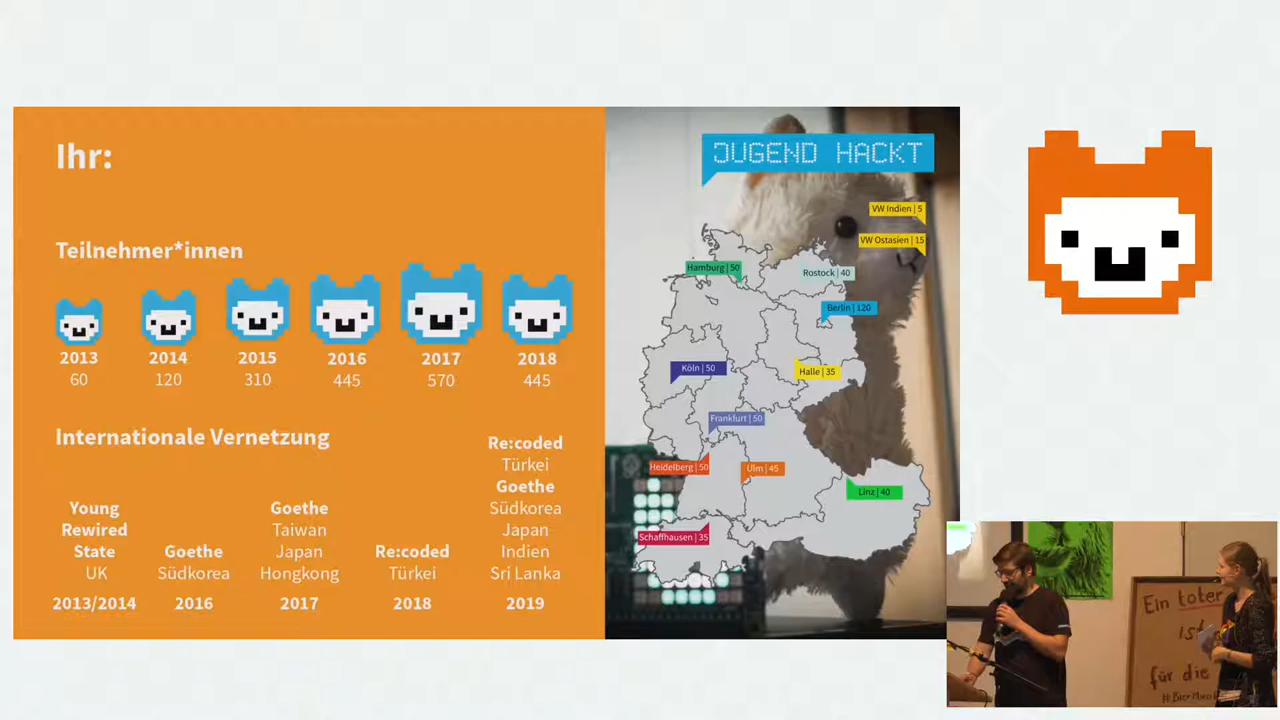 Ihr:
Teilnehmer*innen
2013
60
2014
120
2015
310
2016
445
2017
570
2018
445
Internationale Vernetzung
Young
Rewired
State
UK
2013/2014
Goethe
Südkorea
2016
Goethe
Taiwan
Japan
Hongkong
2017
Re:coded
Türkei
2018
Re:coded
Türkei
Goethe
Südkorea
Japan
Indien
Sri Lanka
2019
JUGEND HACKT
VW Indien | 5
VW Ostasien | 15
Hamburg | 50
Rostock | 40
Berlin | 120
Köln | 50
Halle | 35
Frankfurt | 50
Heidelberg | 50
Ulm | 45
Linz | 40
Schaffhausen | 35
Ein toter
ist
für die